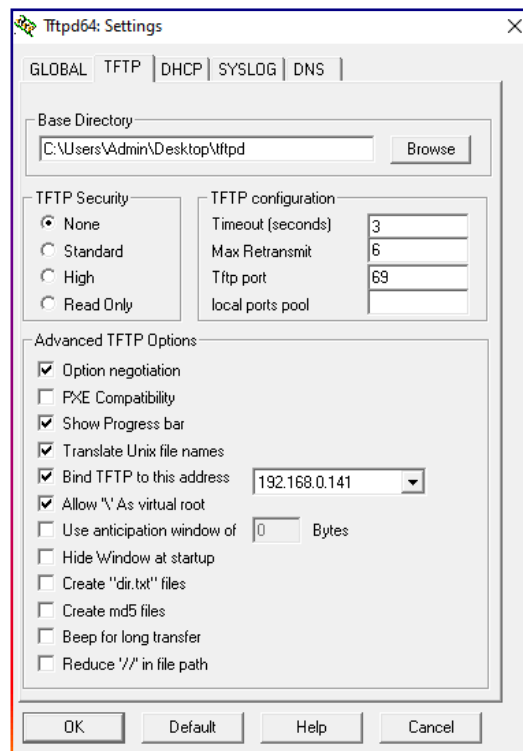 Tftpd64: Settings
GLOBAL TFTP DHCP SYSLOG DNS
Base Directory
C:\Users\Admin\Desktop\tftpd Browse
TFTP Security
None
Standard
High
Read Only
TFTP configuration
Timeout (seconds) 3
Max Retransmit 6
Tftp port 69
local ports pool
Advanced TFTP Options
Option negotiation
PXE Compatibility
Show Progress bar
Translate Unix file names
Bind TFTP to this address 192.168.0.141
Allow '\' As virtual root
Use anticipation window of 0 Bytes
Hide Window at startup
Create "dir.txt" files
Create md5 files
Beep for long transfer
Reduce '//' in file path
OK Default Help Cancel